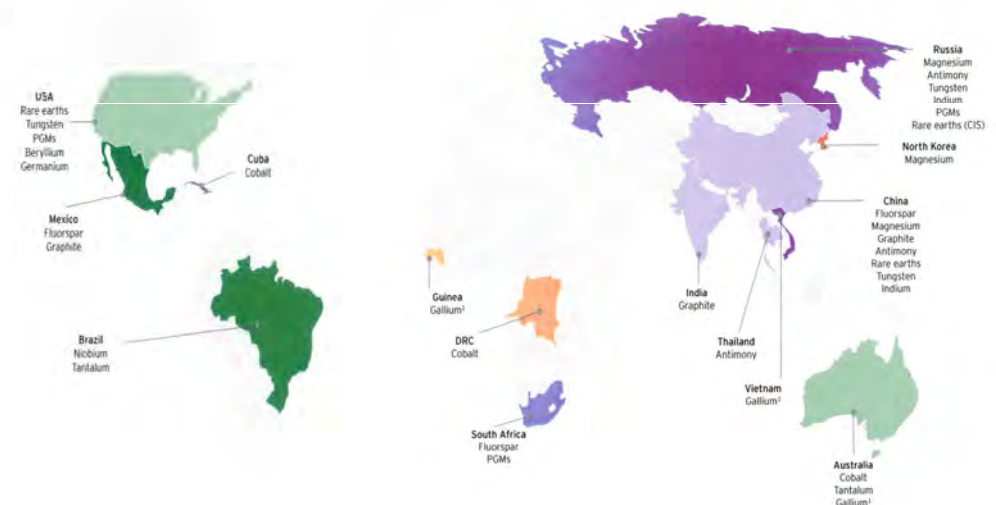 USA
Rare earths
Tungsten
PGMs
Beryllium
Germanium
Cuba
Cobalt
Mexico
Fluorspar
Graphite
Brazil
Niobium
Tantalum
Guinea
Gallium¹
DRC
Cobalt
South Africa
Fluorspar
PGMs
Russia
Magnesium
Antimony
Tungsten
Indium
PGMs
Rare earths (CIS)
North Korea
Magnesium
China
Fluorspar
Magnesium
Graphite
Antimony
Rare earths
Tungsten
Indium
India
Graphite
Thailand
Antimony
Vietnam
Gallium¹
Australia
Cobalt
Tantalum
Gallium¹